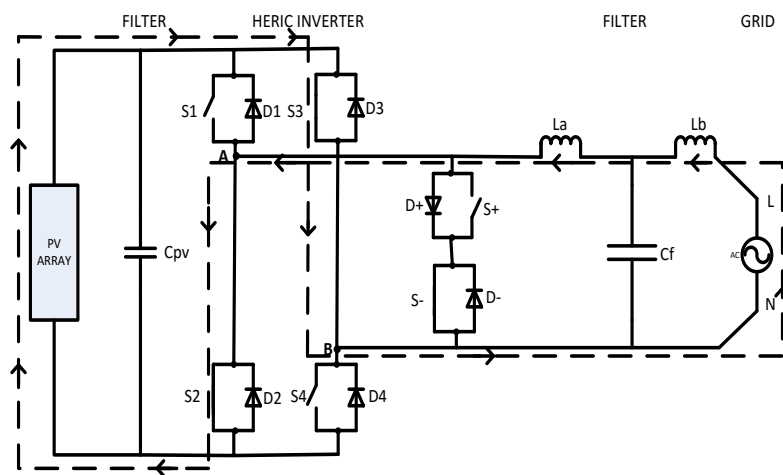 FILTER
HERIC INVERTER
FILTER
GRID
S1
D1
S3
D3
La
Lb
A
D+
S+
L
PV
ARRAY
Cpv
Cf
AC
S-
D-
N
B
S2
D2
S4
D4